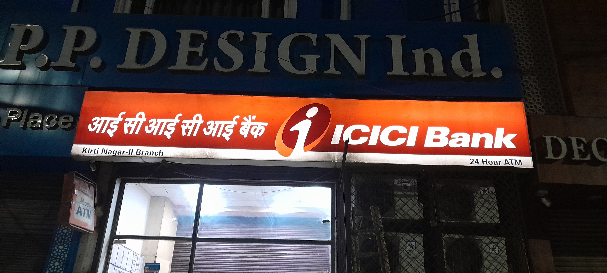 P.P. DESIGN Ind.
Place
आई सी आई सी आई बैंक ICICI Bank
Kirti Nagar-II Branch
24 Hour ATM
DEC
ATM